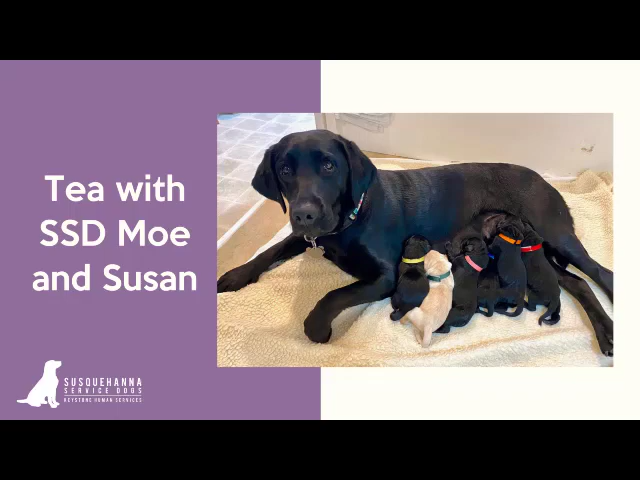 Tea with
SSD Moe
and Susan
SUSQUEHANNA
SERVICE DOGS
KEYSTONE HUMAN SERVICES